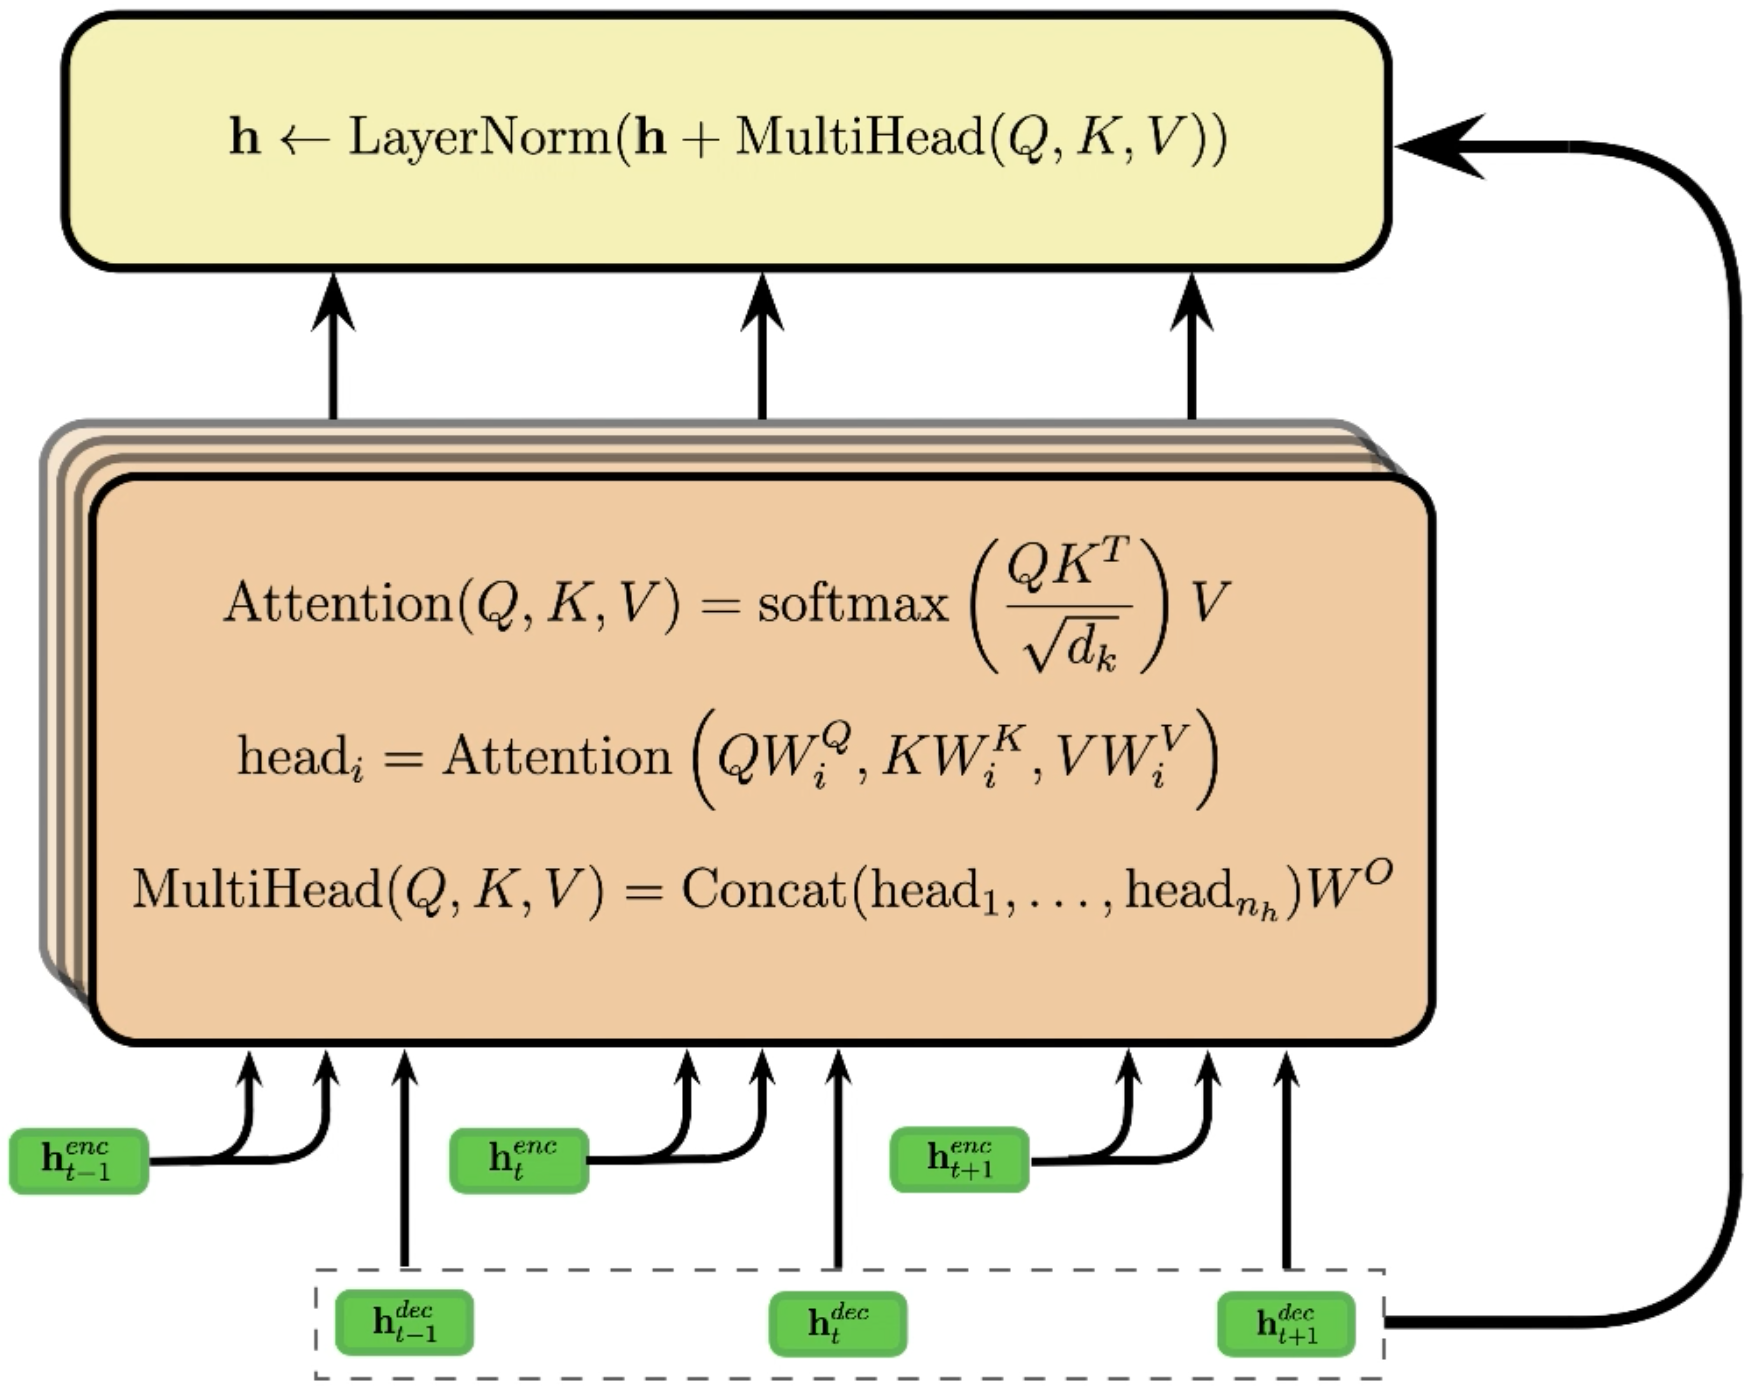 $\mathbf{h} \leftarrow \text{LayerNorm}(\mathbf{h} + \text{MultiHead}(Q, K, V))$
$\text{Attention}(Q, K, V) = \text{softmax}\left(\frac{QK^T}{\sqrt{d_k}}\right)V$
$\text{head}_i = \text{Attention}\left(QW_i^Q, KW_i^K, VW_i^V\right)$
$\text{MultiHead}(Q, K, V) = \text{Concat}(\text{head}_1, \ldots, \text{head}_{n_h})W^O$
$\mathbf{h}_{t-1}^{enc}$ $\mathbf{h}_{t}^{enc}$ $\mathbf{h}_{t+1}^{enc}$
$\mathbf{h}_{t-1}^{dec}$ $\mathbf{h}_{t}^{dec}$ $\mathbf{h}_{t+1}^{dec}$